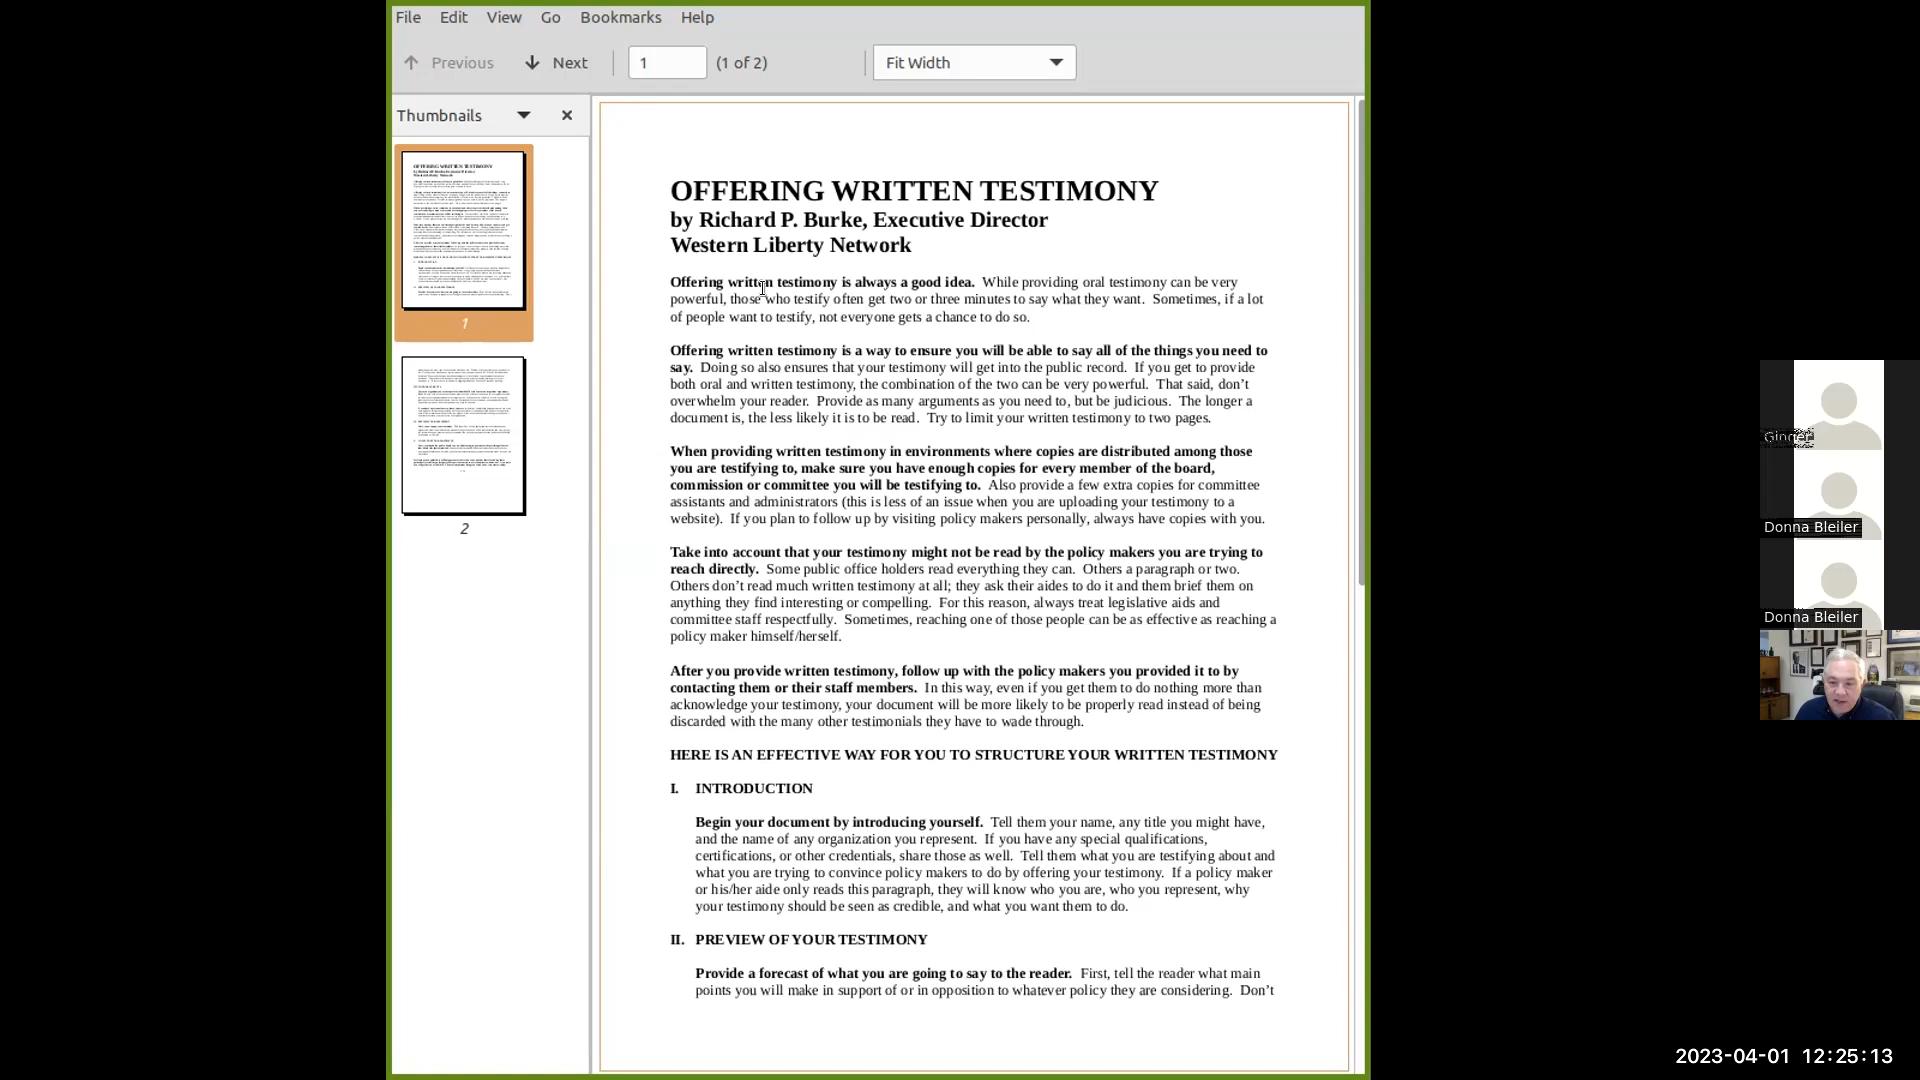 File Edit View Go Bookmarks Help
Previous Next 1 (1 of 2) Fit Width
Thumbnails
1
2
OFFERING WRITTEN TESTIMONY
by Richard P. Burke, Executive Director
Western Liberty Network
Offering written testimony is always a good idea. While providing oral testimony can be very
powerful, those who testify often get two or three minutes to say what they want. Sometimes, if a lot
of people want to testify, not everyone gets a chance to do so.
Offering written testimony is a way to ensure you will be able to say all of the things you need to
say. Doing so also ensures that your testimony will get into the public record. If you get to provide
both oral and written testimony, the combination of the two can be very powerful. That said, don’t
overwhelm your reader. Provide as many arguments as you need to, but be judicious. The longer a
document is, the less likely it is to be read. Try to limit your written testimony to two pages.
When providing written testimony in environments where copies are distributed among those
you are testifying to, make sure you have enough copies for every member of the board,
commission or committee you will be testifying to. Also provide a few extra copies for committee
assistants and administrators (this is less of an issue when you are uploading your testimony to a
website). If you plan to follow up by visiting policy makers personally, always have copies with you.
Take into account that your testimony might not be read by the policy makers you are trying to
reach directly. Some public office holders read everything they can. Others a paragraph or two.
Others don’t read much written testimony at all; they ask their aides to do it and them brief them on
anything they find interesting or compelling. For this reason, always treat legislative aids and
committee staff respectfully. Sometimes, reaching one of those people can be as effective as reaching a
policy maker himself/herself.
After you provide written testimony, follow up with the policy makers you provided it to by
contacting them or their staff members. In this way, even if you get them to do nothing more than
acknowledge your testimony, your document will be more likely to be properly read instead of being
discarded with the many other testimonials they have to wade through.
HERE IS AN EFFECTIVE WAY FOR YOU TO STRUCTURE YOUR WRITTEN TESTIMONY
I. INTRODUCTION
Begin your document by introducing yourself. Tell them your name, any title you might have,
and the name of any organization you represent. If you have any special qualifications,
certifications, or other credentials, share those as well. Tell them what you are testifying about and
what you are trying to convince policy makers to do by offering your testimony. If a policy maker
or his/her aide only reads this paragraph, they will know who you are, who you represent, why
your testimony should be seen as credible, and what you want them to do.
II. PREVIEW OF YOUR TESTIMONY
Provide a forecast of what you are going to say to the reader. First, tell the reader what main
points you will make in support of or in opposition to whatever policy they are considering. Don’t
Ginger
Donna Bleiler
Donna Bleiler
2023-04-01 12:25:13